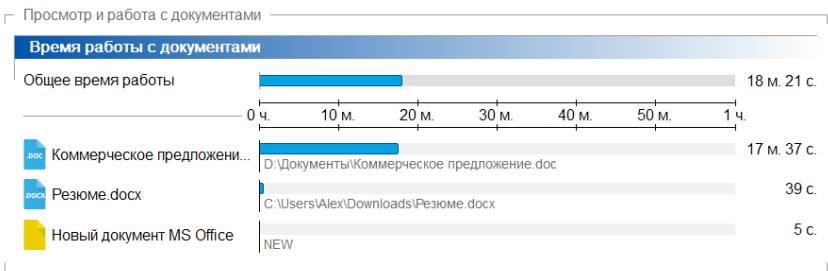 Просмотр и работа с документами
Время работы с документами
Общее время работы 18 м. 21 с.
0 ч. 10 м. 20 м. 30 м. 40 м. 50 м. 1 ч.
.DOC Коммерческое предложени... 17 м. 37 с.
D:\Документы\Коммерческое предложение.doc
.DOCX Резюме.docx 39 с.
C:\Users\Alex\Downloads\Резюме.docx
Новый документ MS Office 5 с.
NEW